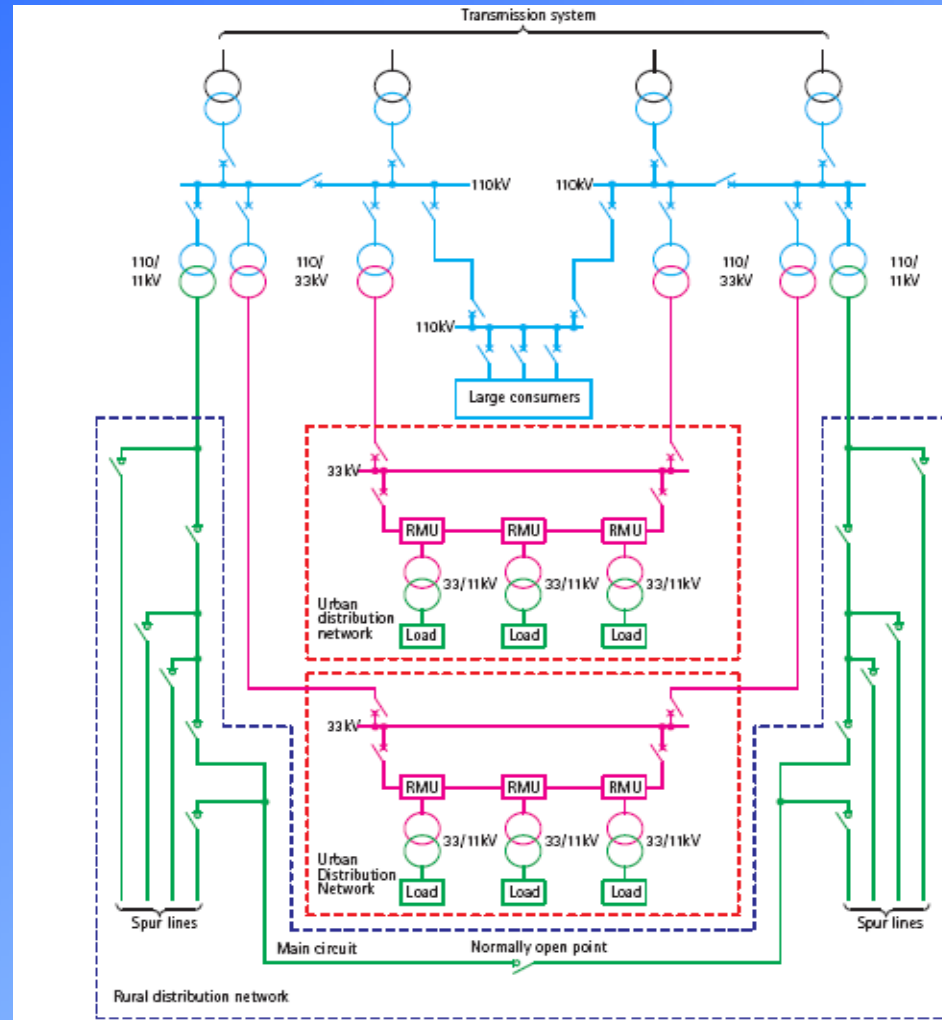 Transmission system
110kV
110kV
110/
11kV
110/
33kV
110/
33kV
110/
11kV
110kV
Large consumers
33kV
RMU
RMU
RMU
33/11kV
33/11kV
33/11kV
Urban
distribution
network
Load
Load
Load
33kV
RMU
RMU
RMU
33/11kV
33/11kV
33/11kV
Urban
Distribution
Network
Load
Load
Load
Spur lines
Spur lines
Main circuit
Normally open point
Rural distribution network